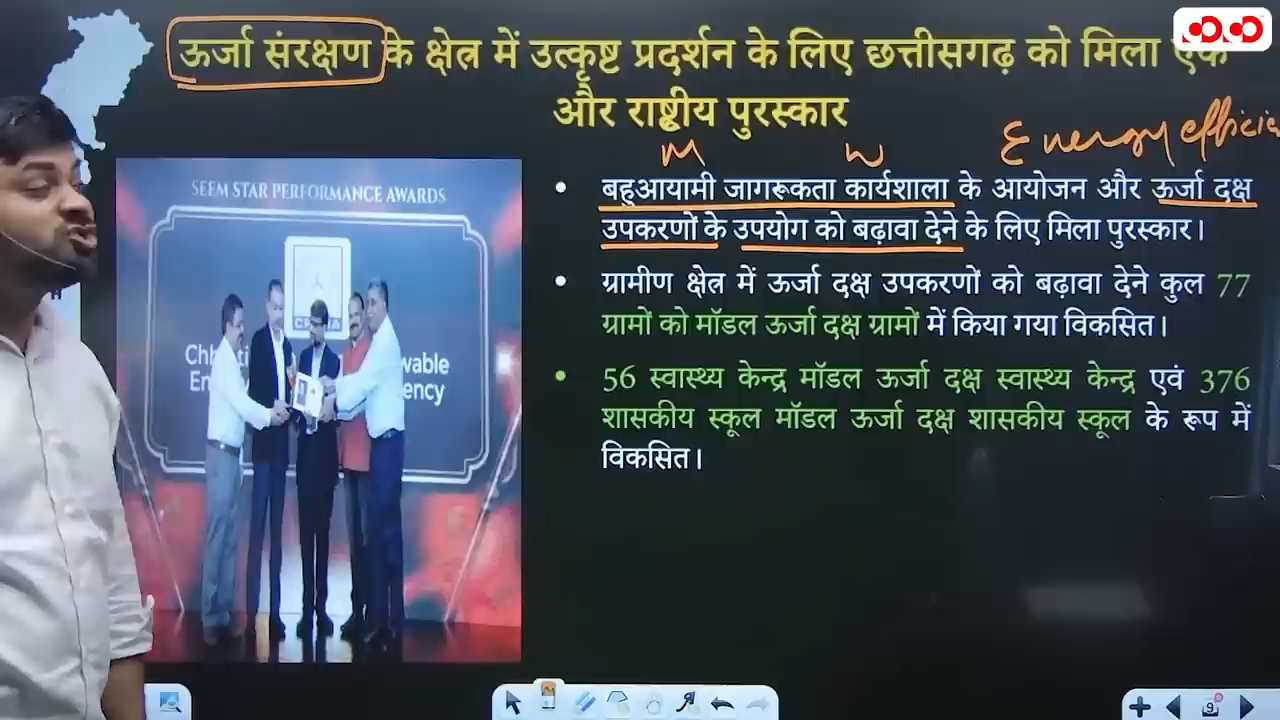 ऊर्जा संरक्षण के क्षेत्र में उत्कृष्ट प्रदर्शन के लिए छत्तीसगढ़ को मिला एक
और राष्ट्रीय पुरस्कार
M W Energy
SEEM STAR PERFORMANCE AWARDS
बहुआयामी जागरूकता कार्यशाला के आयोजन और ऊर्जा दक्ष
उपकरणों के उपयोग को बढ़ावा देने के लिए मिला पुरस्कार।
ग्रामीण क्षेत्र में ऊर्जा दक्ष उपकरणों को बढ़ावा देने कुल 77
ग्रामों को मॉडल ऊर्जा दक्ष ग्रामों में किया गया विकसित।
56 स्वास्थ्य केन्द्र मॉडल ऊर्जा दक्ष स्वास्थ्य केन्द्र एवं 376
शासकीय स्कूल मॉडल ऊर्जा दक्ष शासकीय स्कूल के रूप में
विकसित।
9